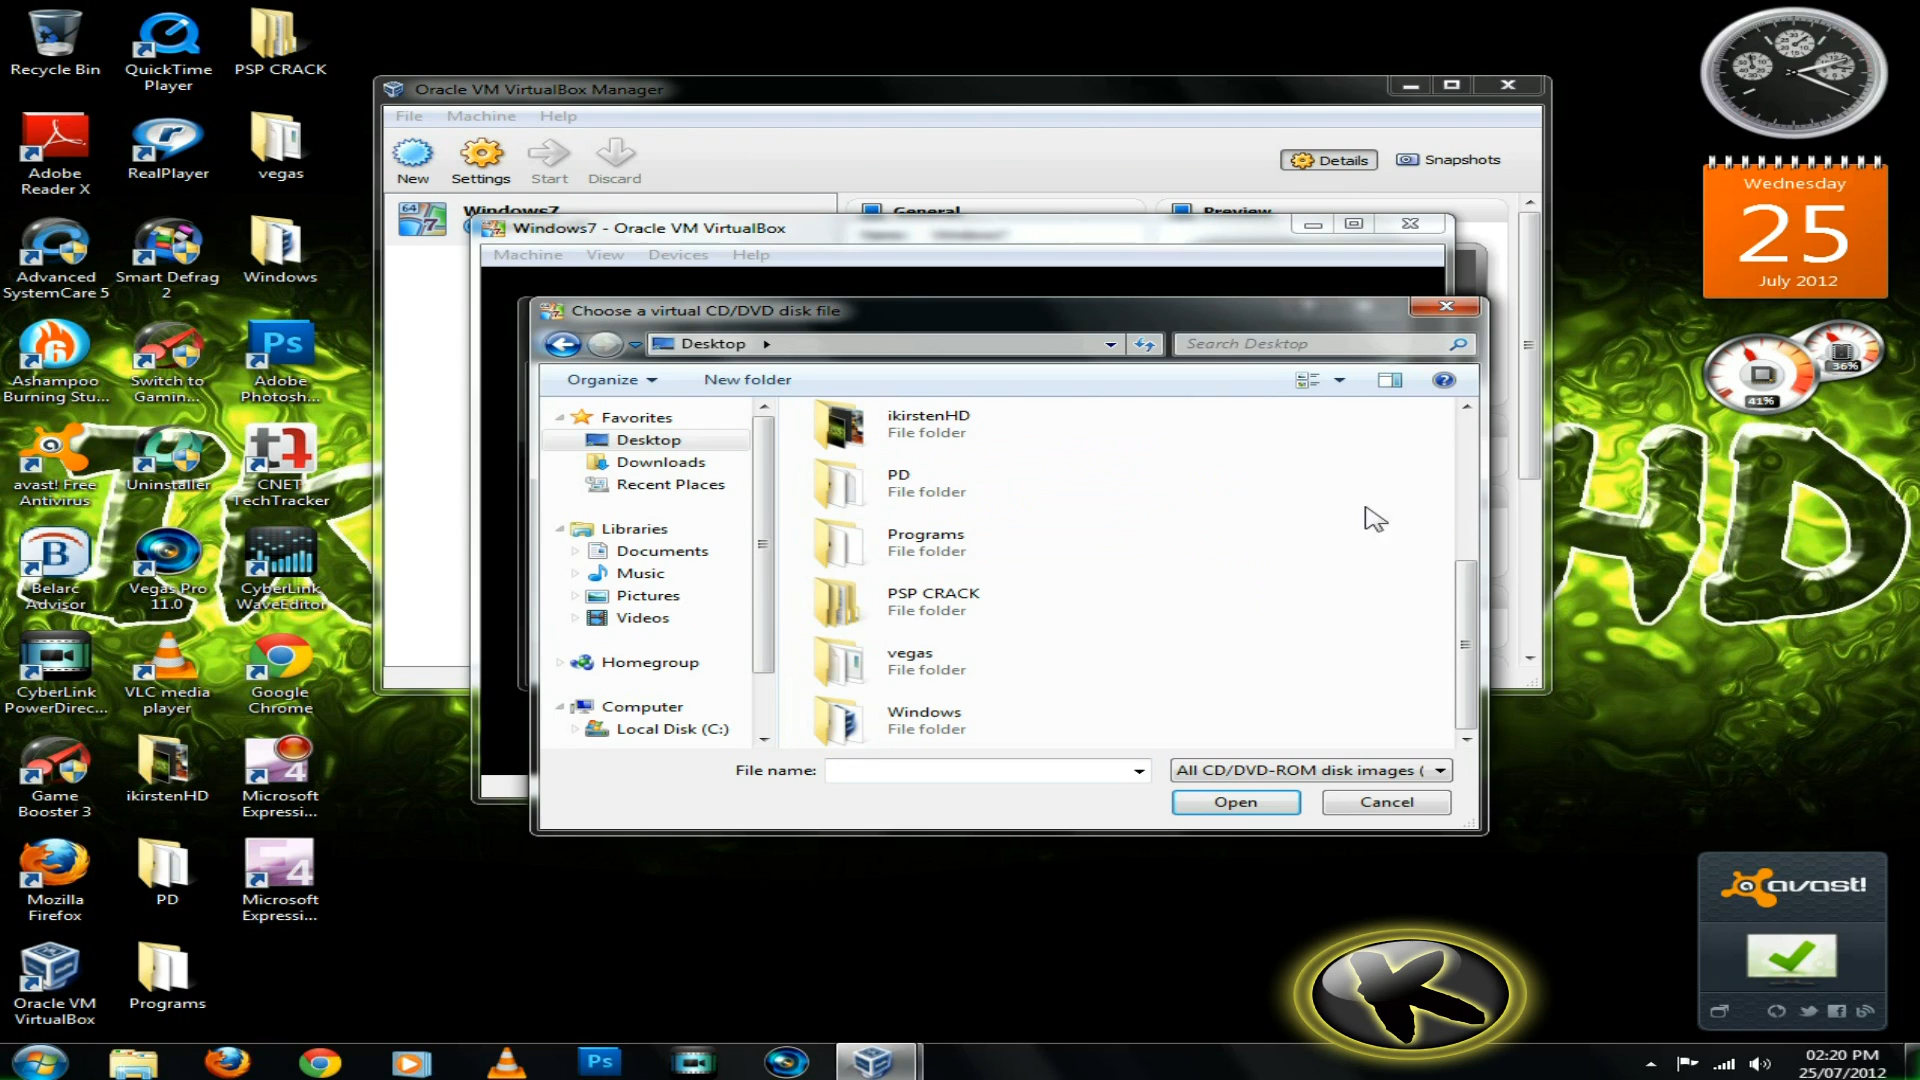 Recycle Bin
QuickTime
Player
PSP CRACK
Adobe
Reader X
RealPlayer
vegas
Advanced
SystemCare 5
Smart Defrag
2
Windows
Ashampoo
Burning Stu...
Switch to
Gamin...
Adobe
Photosh...
avast! Free
Antivirus
Uninstaller
CNET
TechTracker
Belarc
Advisor
Vegas Pro
11.0
CyberLink
WaveEditor
CyberLink
PowerDirec...
VLC media
player
Google
Chrome
Game
Booster 3
ikirstenHD
Microsoft
Expressi...
Mozilla
Firefox
PD
Microsoft
Expressi...
Oracle VM
VirtualBox
Programs
Oracle VM VirtualBox Manager
File Machine Help
New Settings Start Discard
Details Snapshots
64
7
Windows7
General
Preview
Windows7 - Oracle VM VirtualBox
Machine View Devices Help
Choose a virtual CD/DVD disk file
Desktop
Search Desktop
Organize New folder
Favorites
Desktop
Downloads
Recent Places
Libraries
Documents
Music
Pictures
Videos
Homegroup
Computer
Local Disk (C:)
ikirstenHD
File folder
PD
File folder
Programs
File folder
PSP CRACK
File folder
vegas
File folder
Windows
File folder
File name:
All CD/DVD-ROM disk images (
Open Cancel
Wednesday
25
July 2012
36%
41%
HD
avast!
Ps
02:20 PM
25/07/2012